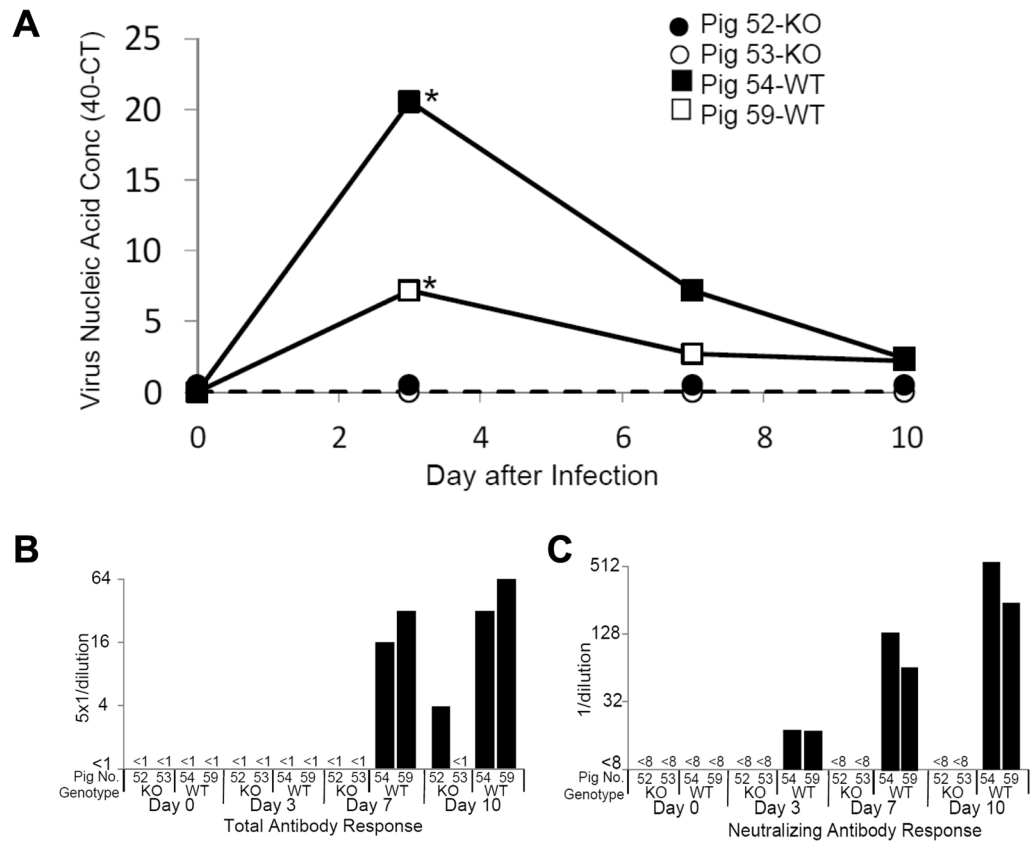 A
Virus Nucleic Acid Conc (40-CT)
25
20
15
10
5
0
*
*
Pig 52-KO
Pig 53-KO
Pig 54-WT
Pig 59-WT
0 2 4 6 8 10
Day after Infection
B
5x1/dilution
64
16
4
<1
<1 <1 <1 <1 <1 <1 <1 <1 <1 <1 <1
Pig No. 52 53 54 59 52 53 54 59 52 53 54 59 52 53 54 59
Genotype KO WT KO WT KO WT KO WT
Day 0 Day 3 Day 7 Day 10
Total Antibody Response
C
1/dilution
512
128
32
<8
<8 <8 <8 <8 <8 <8 <8 <8 <8 <8
Pig No. 52 53 54 59 52 53 54 59 52 53 54 59 52 53 54 59
Genotype KO WT KO WT KO WT KO WT
Day 0 Day 3 Day 7 Day 10
Neutralizing Antibody Response